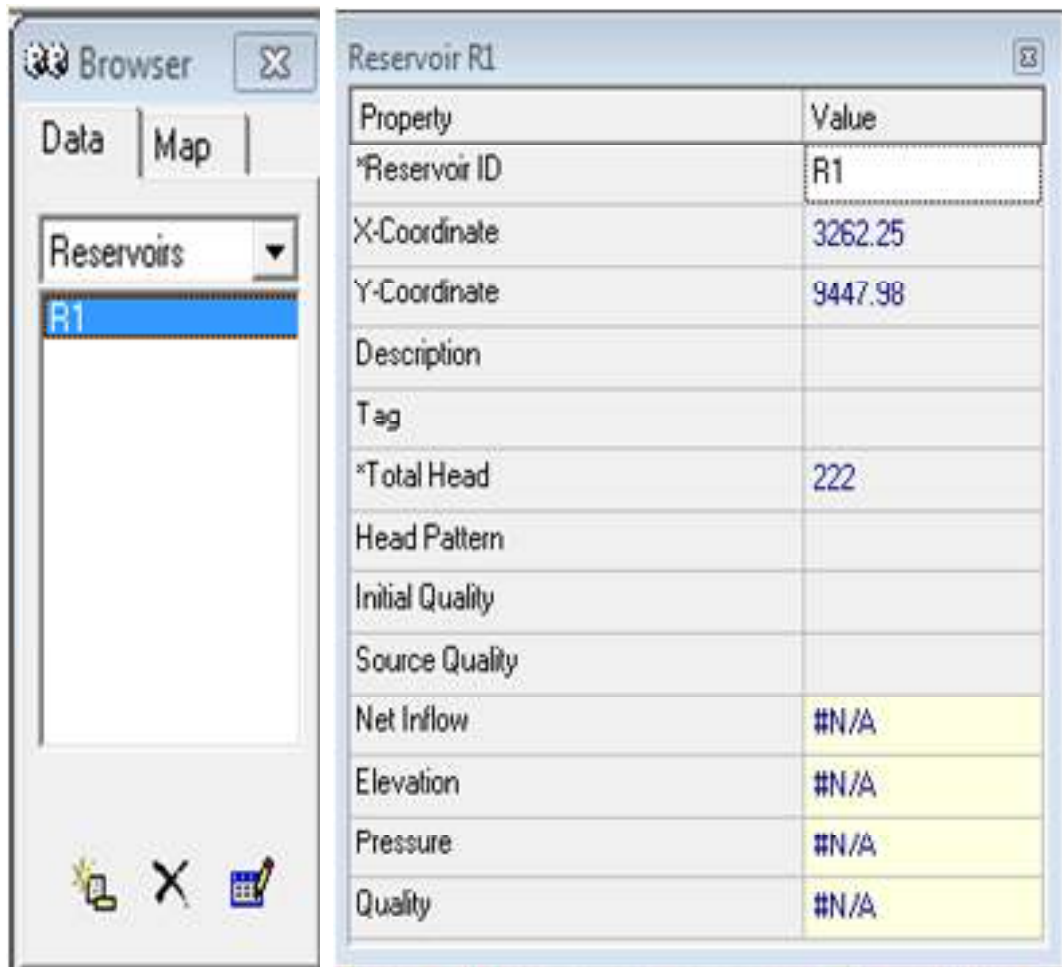 Browser
Data Map
Reservoirs
R1
Reservoir R1
Property Value
*Reservoir ID R1
X-Coordinate 3262.25
Y-Coordinate 9447.98
Description
Tag
*Total Head 222
Head Pattern
Initial Quality
Source Quality
Net Inflow #N/A
Elevation #N/A
Pressure #N/A
Quality #N/A